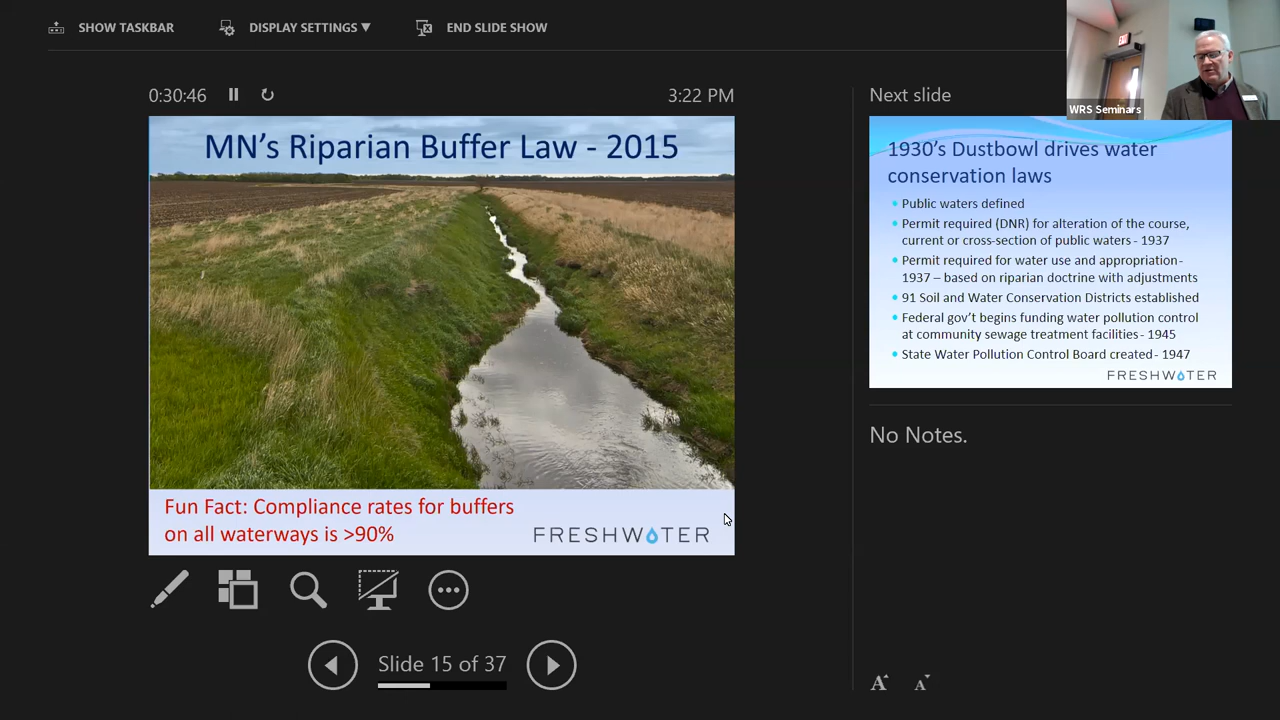 SHOW TASKBAR
DISPLAY SETTINGS ▼
END SLIDE SHOW
0:30:46
3:22 PM
MN's Riparian Buffer Law - 2015
Fun Fact: Compliance rates for buffers
on all waterways is >90%
FRESHWATER
Slide 15 of 37
Next slide
EXIT
WRS Seminars
1930's Dustbowl drives water
conservation laws
• Public waters defined
• Permit required (DNR) for alteration of the course,
current or cross-section of public waters - 1937
• Permit required for water use and appropriation-
1937 – based on riparian doctrine with adjustments
• 91 Soil and Water Conservation Districts established
• Federal gov't begins funding water pollution control
at community sewage treatment facilities - 1945
• State Water Pollution Control Board created - 1947
FRESHWATER
No Notes.
A A